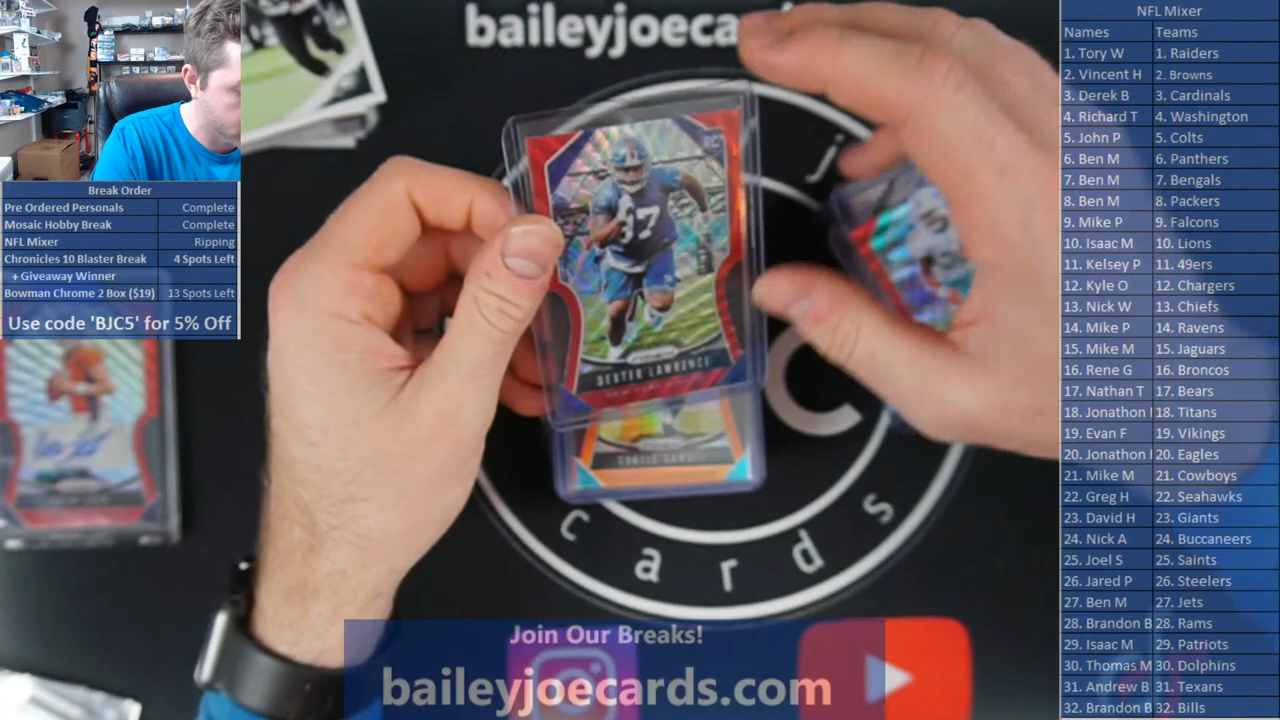 baileyjoeca
Break Order
Pre Ordered Personals Complete
Mosaic Hobby Break Complete
NFL Mixer Ripping
Chronicles 10 Blaster Break 4 Spots Left
+ Giveaway Winner
Bowman Chrome 2 Box ($19) 13 Spots Left
Use code 'BJC5' for 5% Off
RC
97
PRIZM
DEXTER LAWRENCE
j
C
cards
Join Our Breaks!
baileyjoecards.com
NFL Mixer
Names Teams
1. Tory W 1. Raiders
2. Vincent H 2. Browns
3. Derek B 3. Cardinals
4. Richard T 4. Washington
5. John P 5. Colts
6. Ben M 6. Panthers
7. Ben M 7. Bengals
8. Ben M 8. Packers
9. Mike P 9. Falcons
10. Isaac M 10. Lions
11. Kelsey P 11. 49ers
12. Kyle O 12. Chargers
13. Nick W 13. Chiefs
14. Mike P 14. Ravens
15. Mike M 15. Jaguars
16. Rene G 16. Broncos
17. Nathan T 17. Bears
18. Jonathon 18. Titans
19. Evan F 19. Vikings
20. Jonathon 20. Eagles
21. Mike M 21. Cowboys
22. Greg H 22. Seahawks
23. David H 23. Giants
24. Nick A 24. Buccaneers
25. Joel S 25. Saints
26. Jared P 26. Steelers
27. Ben M 27. Jets
28. Brandon B 28. Rams
29. Isaac M 29. Patriots
30. Thomas M 30. Dolphins
31. Andrew B 31. Texans
32. Brandon B 32. Bills